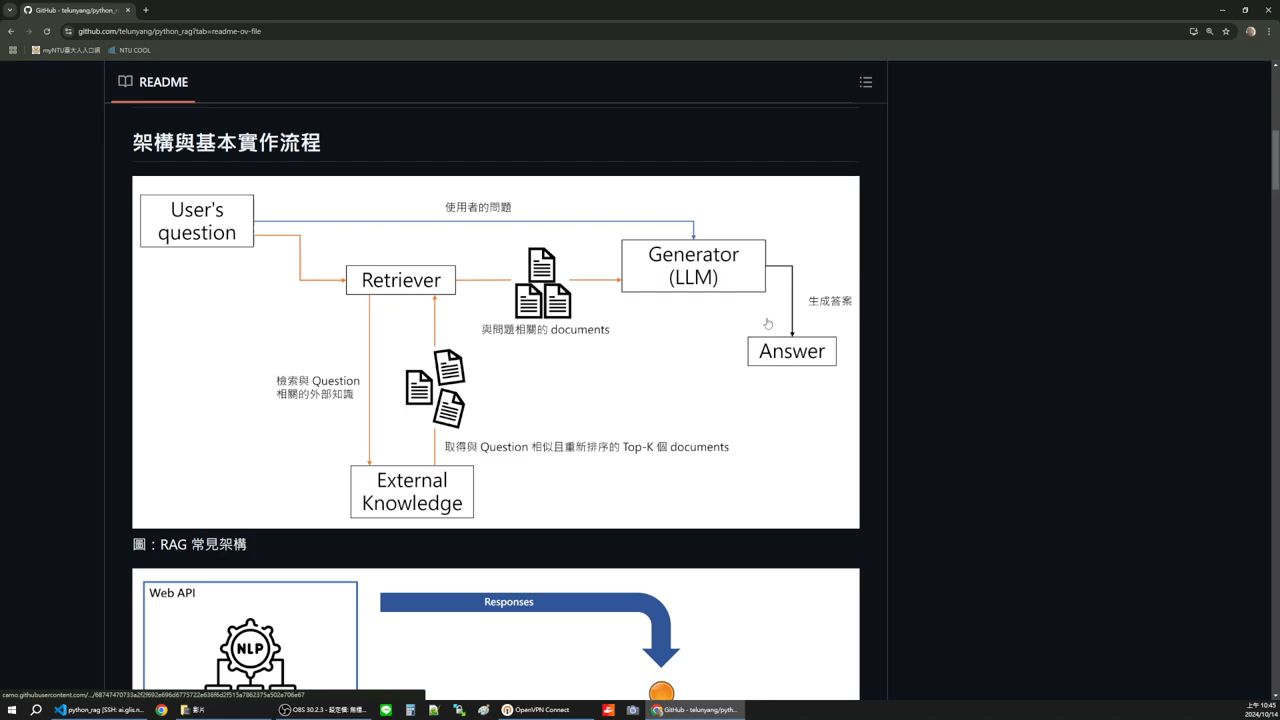 GitHub - telunyang/python_r
github.com/telunyang/python_rag?tab=readme-ov-file
myNTU臺大人入口網
NTU COOL
README
架構與基本實作流程
User's
question
使用者的問題
Generator
(LLM)
Retriever
生成答案
與問題相關的 documents
Answer
檢索與 Question
相關的外部知識
取得與 Question 相似且重新排序的 Top-K 個 documents
External
Knowledge
圖：RAG 常見架構
Web API
Responses
NLP
python_rag [SSH: ai.glis.n...
影片
OBS 30.2.3 - 設定檔: 無標...
OpenVPN Connect
GitHub - telunyang/pyth...
上午 10:45
2024/10/14